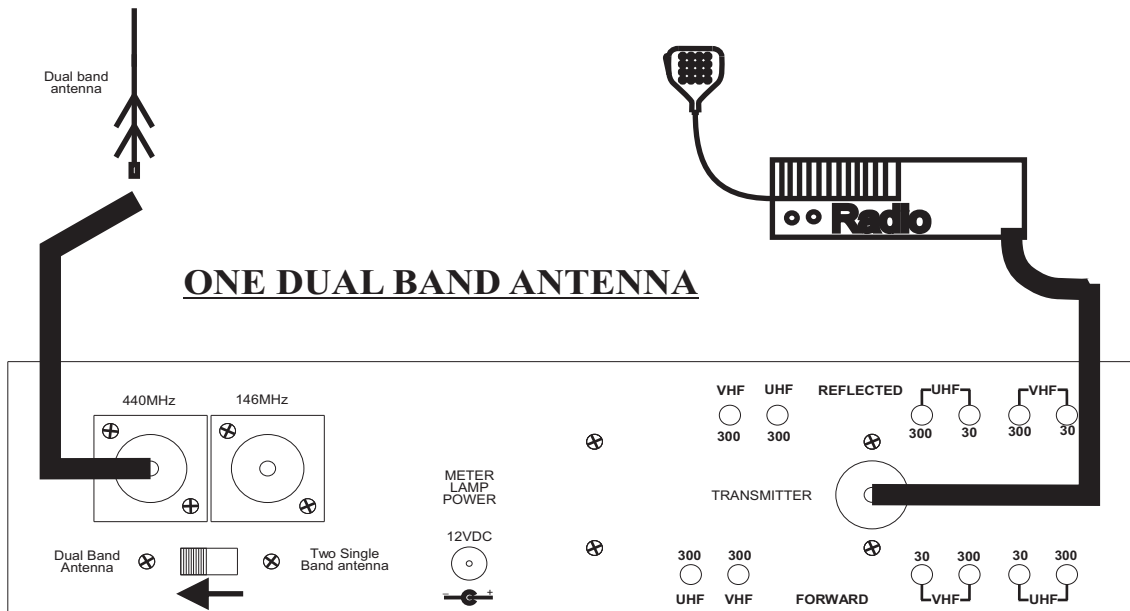 Dual band
antenna
Radio
ONE DUAL BAND ANTENNA
440MHz
146MHz
VHF
UHF
REFLECTED
UHF
VHF
300
300
300
30
300
30
METER
LAMP
POWER
TRANSMITTER
12VDC
- +
Dual Band
Antenna
Two Single
Band antenna
300
300
30
300
30
300
UHF
VHF
FORWARD
VHF
UHF